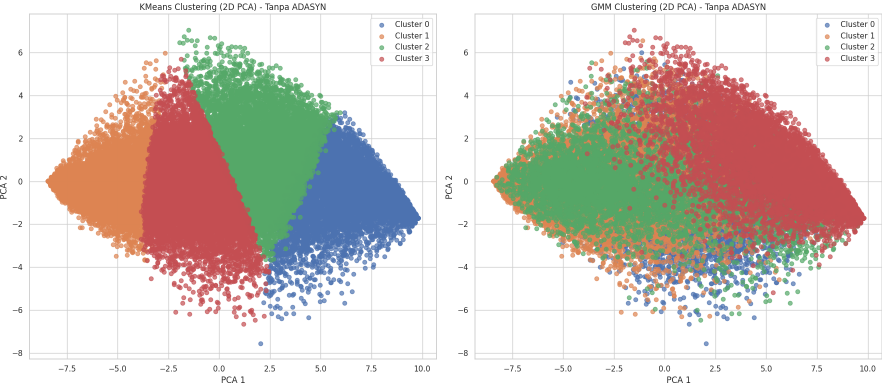 KMeans Clustering (2D PCA) - Tanpa ADASYN
Cluster 0
Cluster 1
Cluster 2
Cluster 3
6
4
2
0
−2
−4
−6
−8
PCA 2
−7.5 −5.0 −2.5 0.0 2.5 5.0 7.5 10.0
PCA 1
GMM Clustering (2D PCA) - Tanpa ADASYN
Cluster 0
Cluster 1
Cluster 2
Cluster 3
6
4
2
0
−2
−4
−6
−8
PCA 2
−7.5 −5.0 −2.5 0.0 2.5 5.0 7.5 10.0
PCA 1